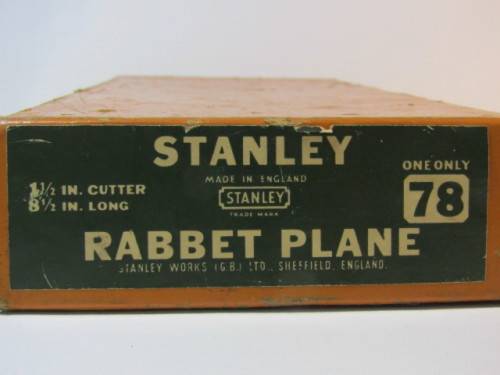 STANLEY
MADE IN ENGLAND
STANLEY
TRADE MARK
1½ IN. CUTTER
8½ IN. LONG
ONE ONLY
78
RABBET PLANE
STANLEY WORKS (G.B.) LTD., SHEFFIELD, ENGLAND.